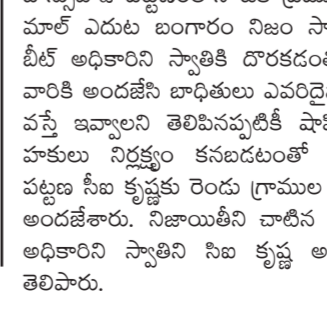 మాల్ ఎదుట బంగారం నిజం సా
బీట్ అధికారిని స్వాతికి దొరకడంత
వారికి అందజేసి బాధితులు ఎవరిదై
వస్తే ఇవ్వాలని తెలిపినప్పటికీ షాప
హకులు నిర్లక్ష్యం కనబడటంతో
పట్టణ సీఐ కృష్ణకు రెండు గ్రాముల
అందజేశారు. నిజాయితీని చాటిన
అధికారిని స్వాతిని సిఐ కృష్ణ అ
తెలిపారు.